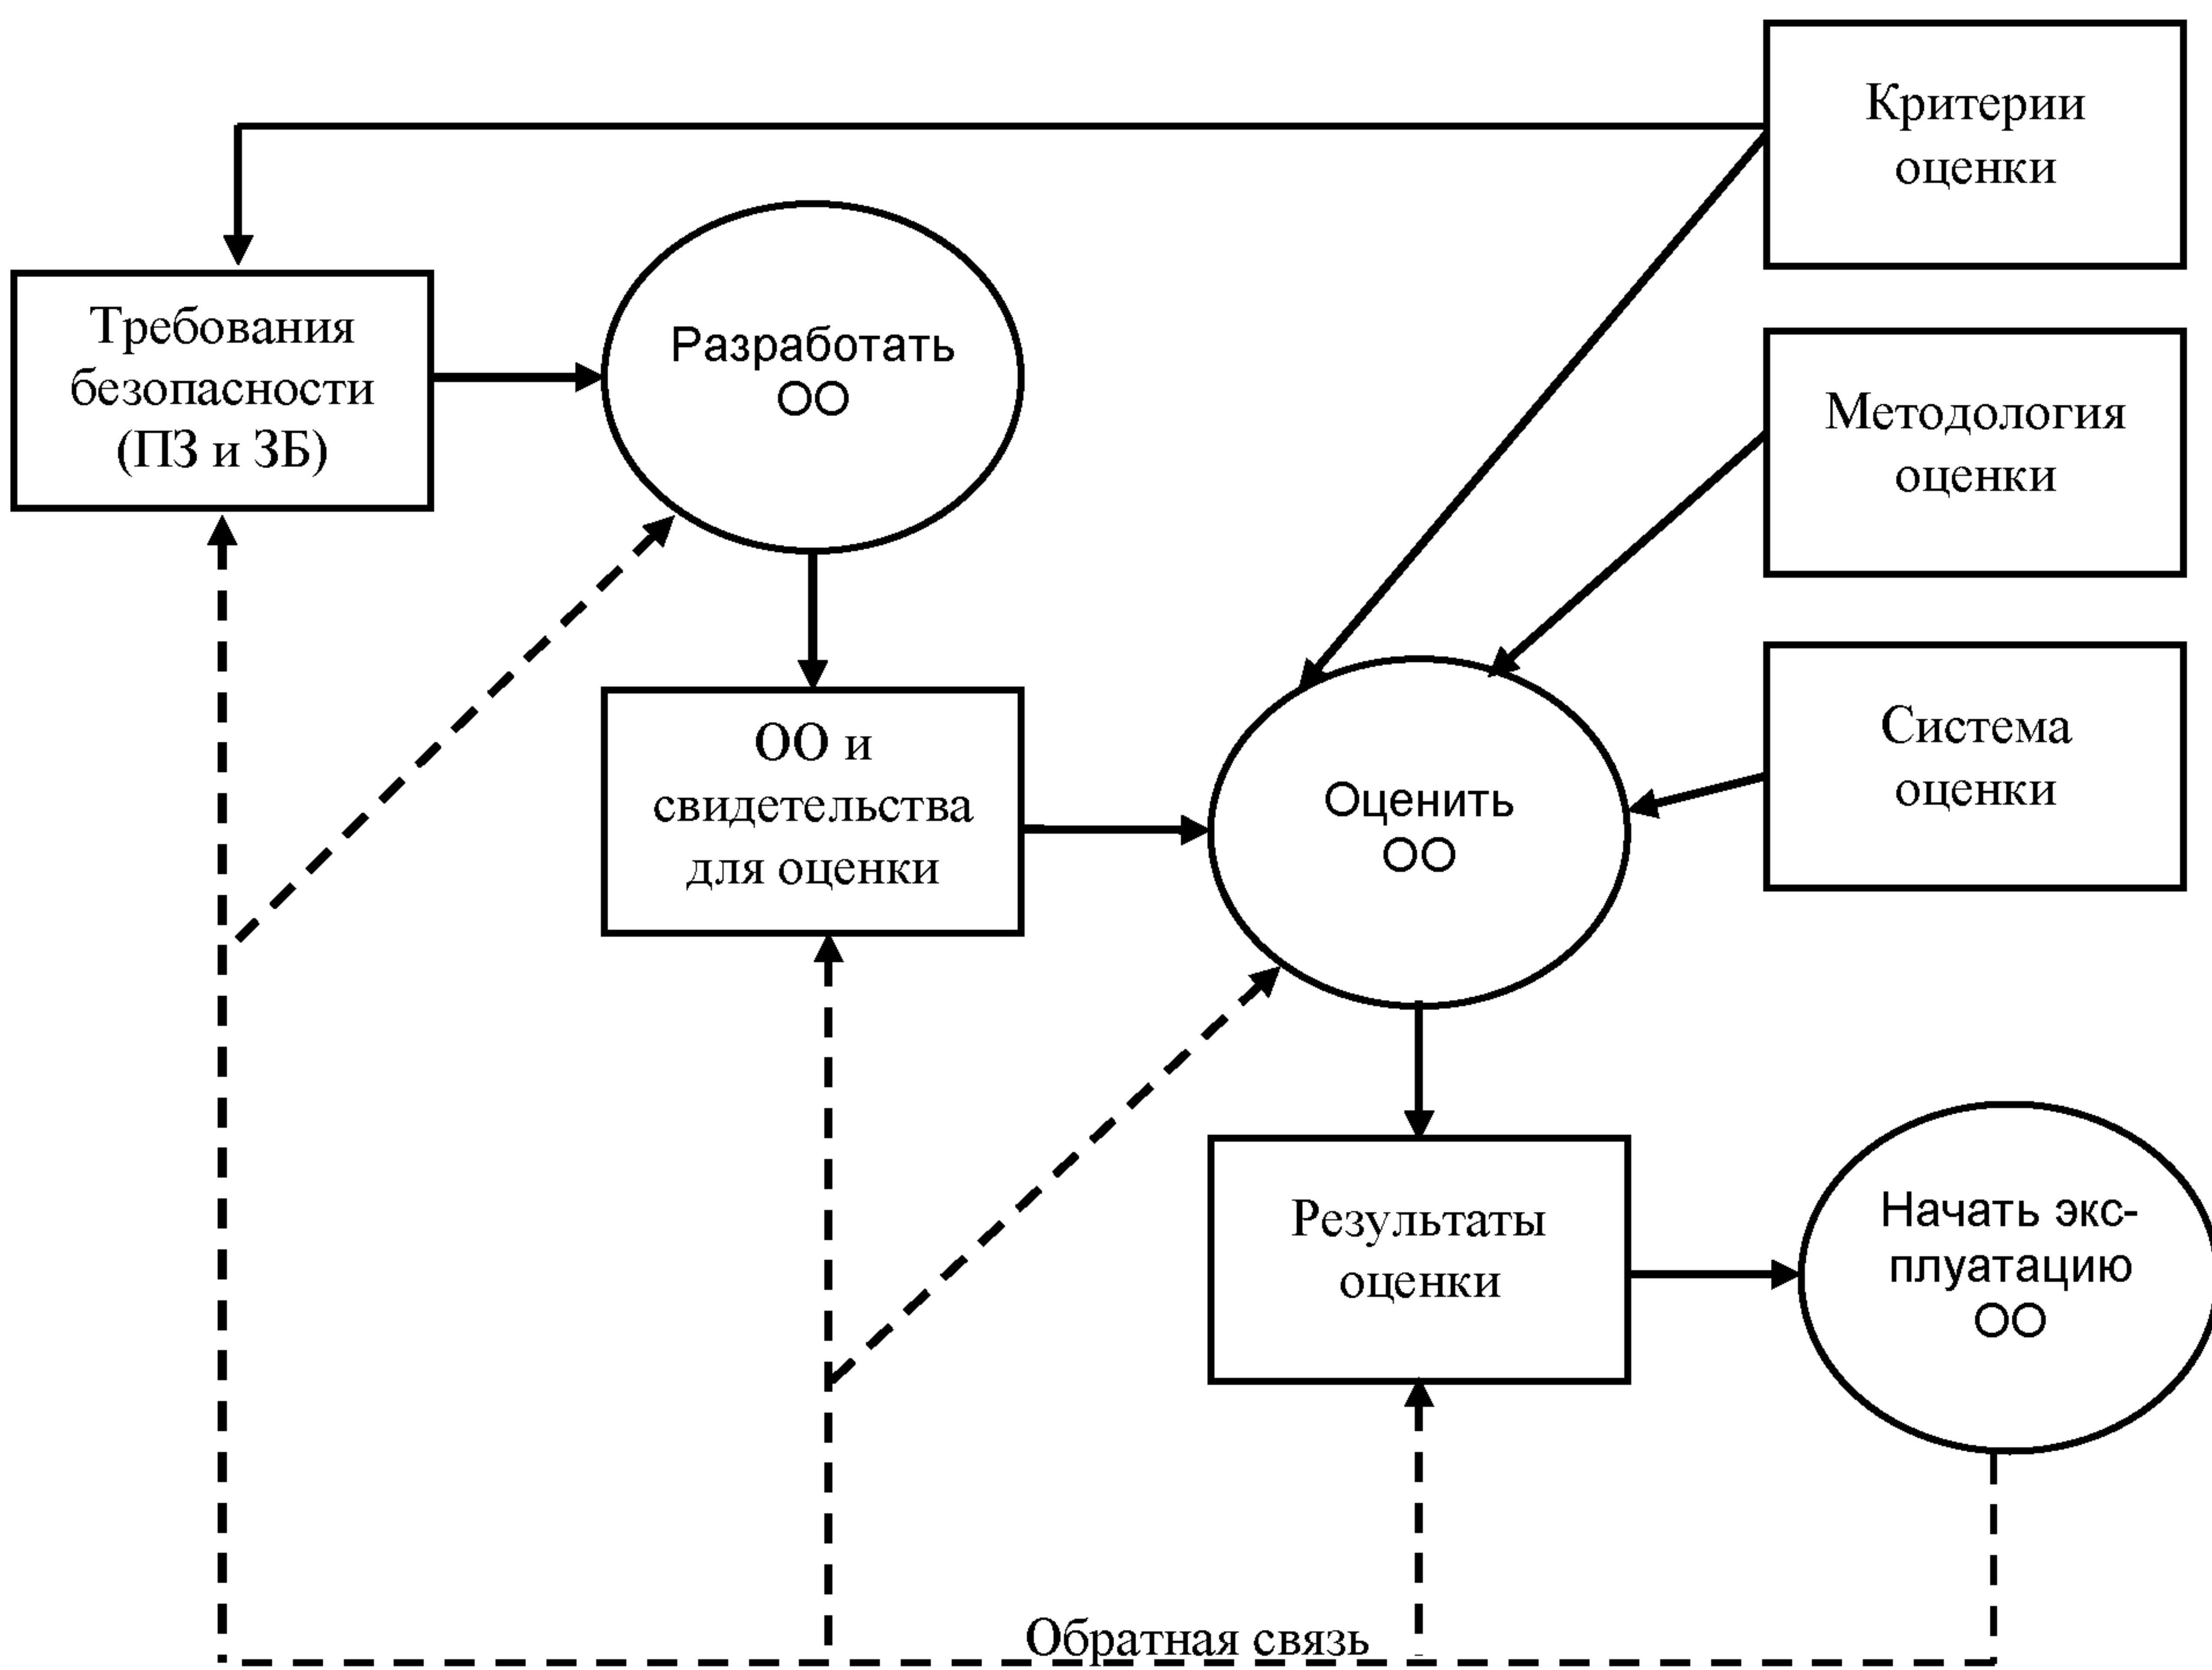 Критерии
оценки
Требования
безопасности
(ПЗ и ЗБ)
Разработать
ОО
Методология
оценки
Система
оценки
ОО и
свидетельства
для оценки
Оценить
ОО
Результаты
оценки
Начать экс-
плуатацию
ОО
Обратная связь